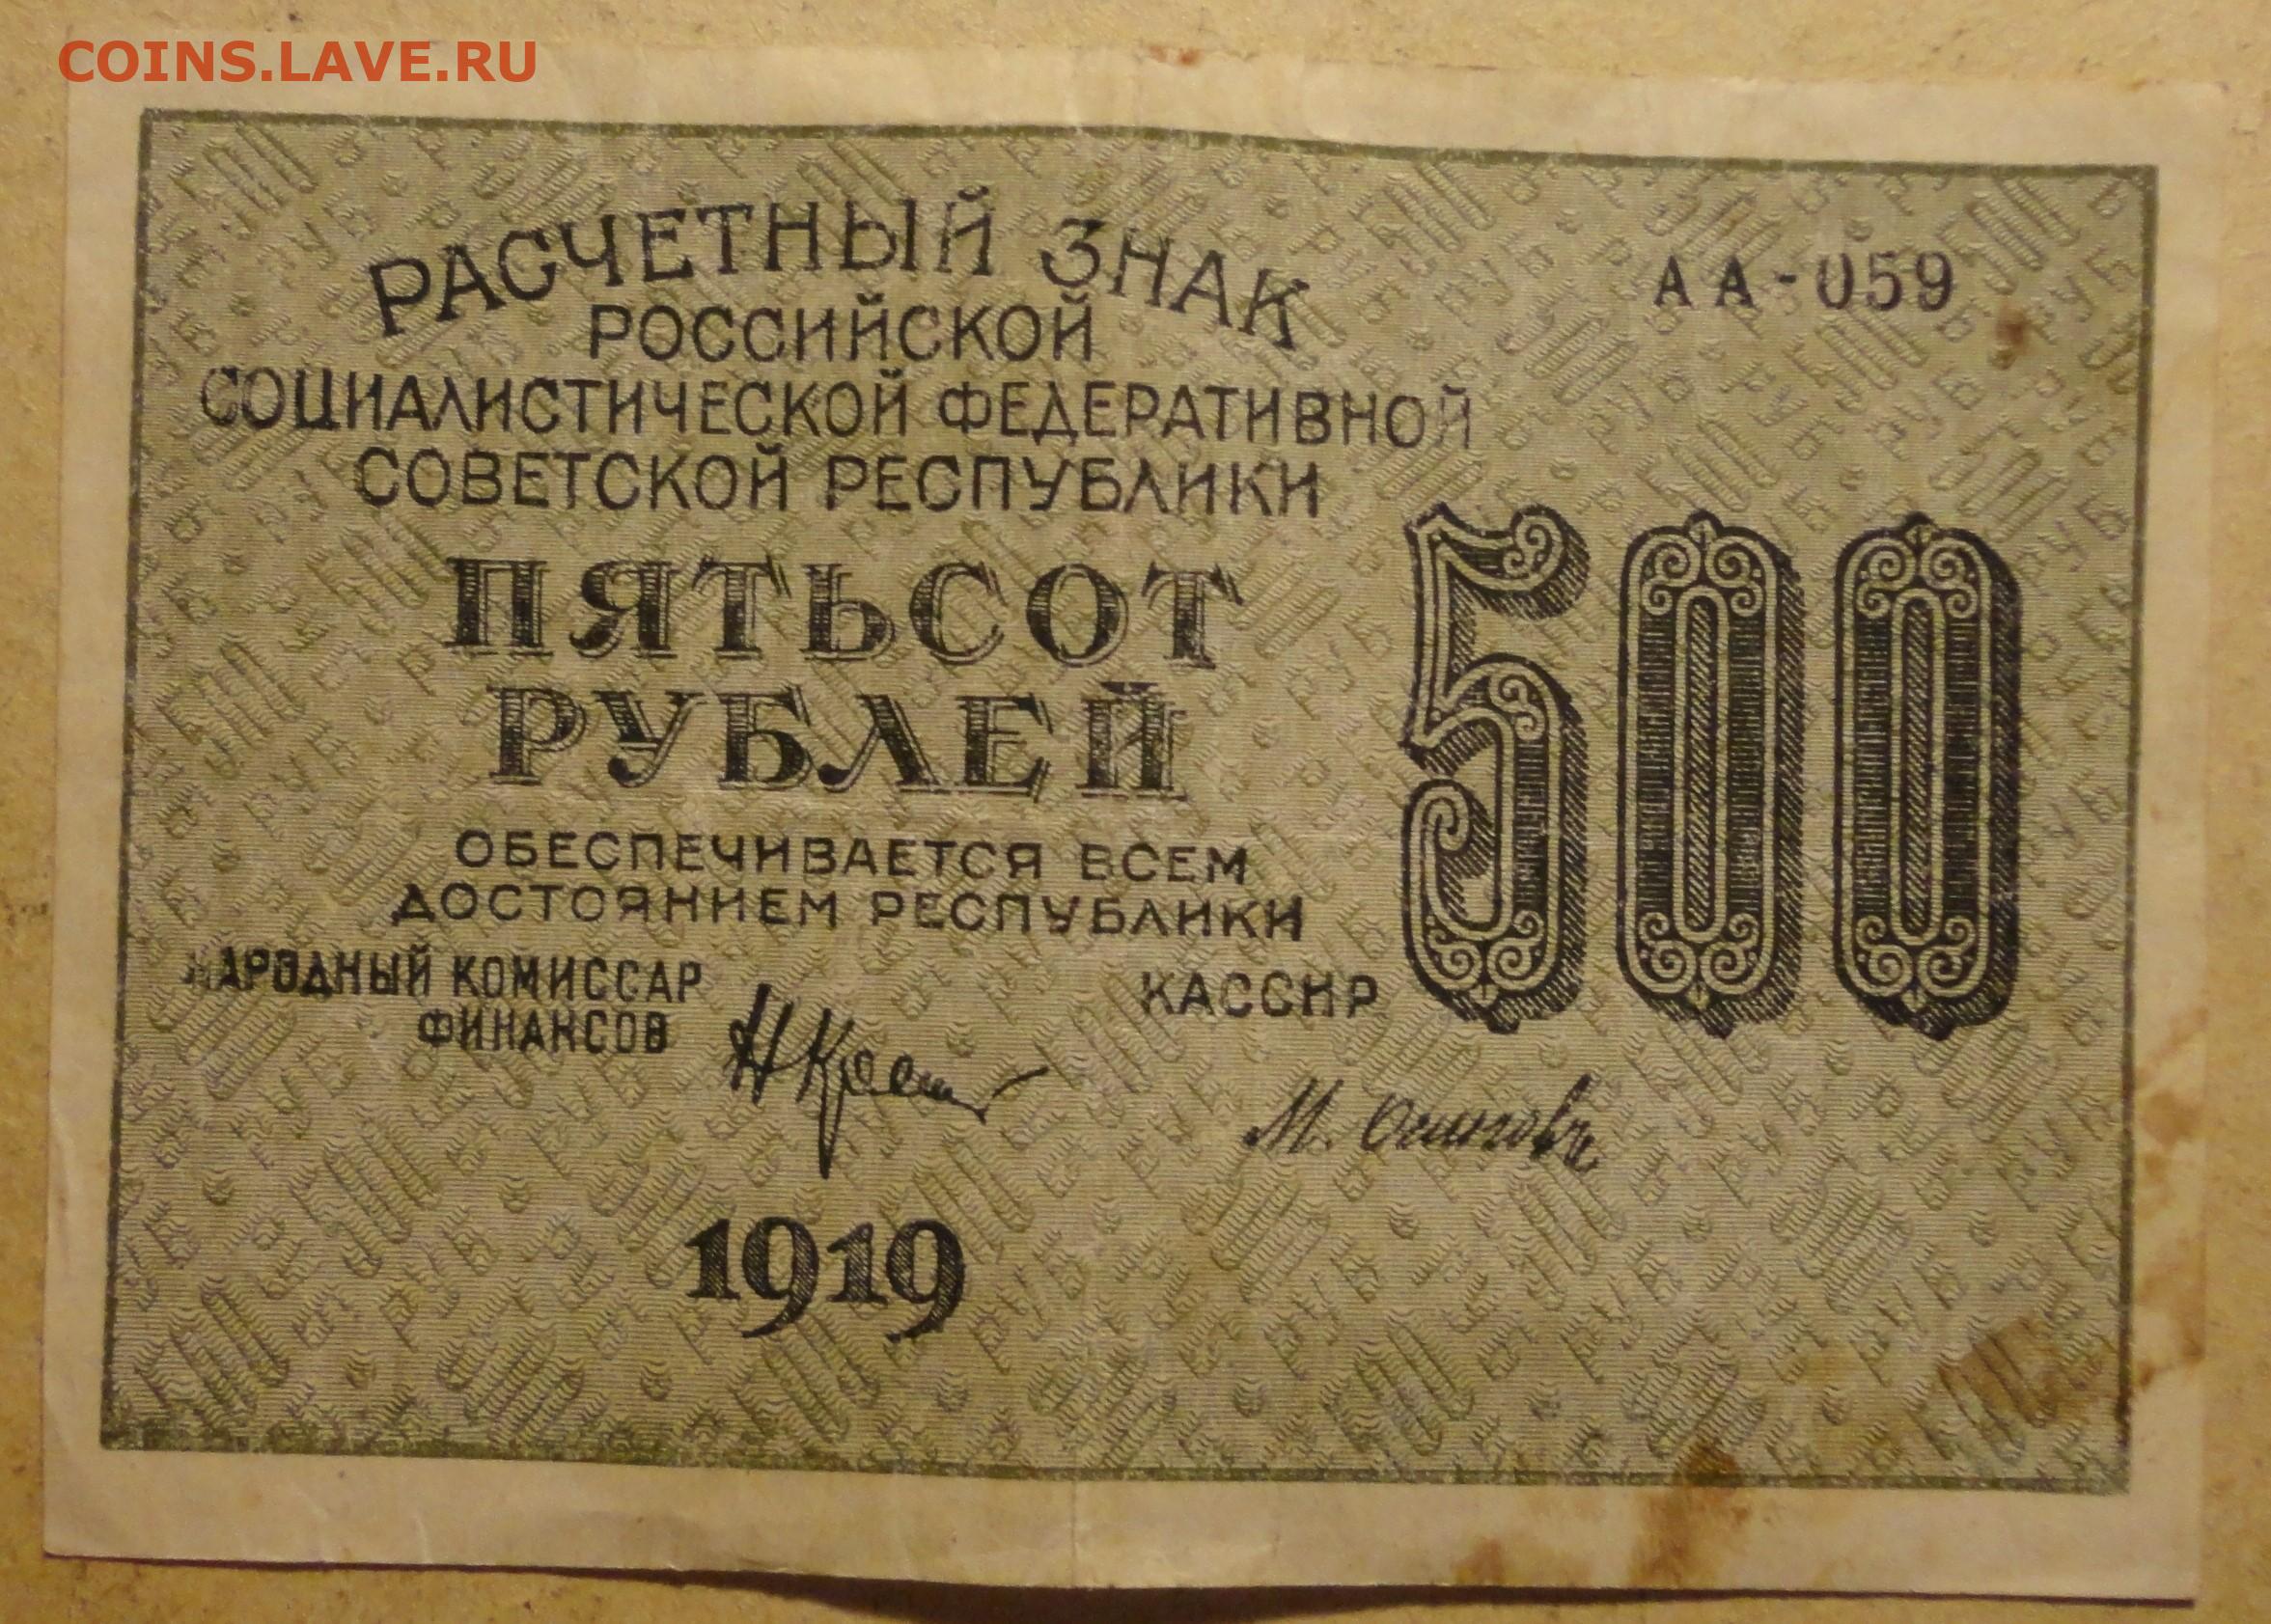 COINS.LAVE.RU
РАСЧЕТНЫЙ ЗНАК
АА-059
РОССИЙСКОЙ
СОЦИАЛИСТИЧЕСКОЙ ФЕДЕРАТИВНОЙ
СОВЕТСКОЙ РЕСПУБЛИКИ
ПЯТЬСОТ
РУБЛЕЙ
500
ОБЕСПЕЧИВАЕТСЯ ВСЕМ
ДОСТОЯНИЕМ РЕСПУБЛИКИ
НАРОДНЫЙ КОМИССАР
ФИНАНСОВ
КАССИР
М. Осиповъ
1919